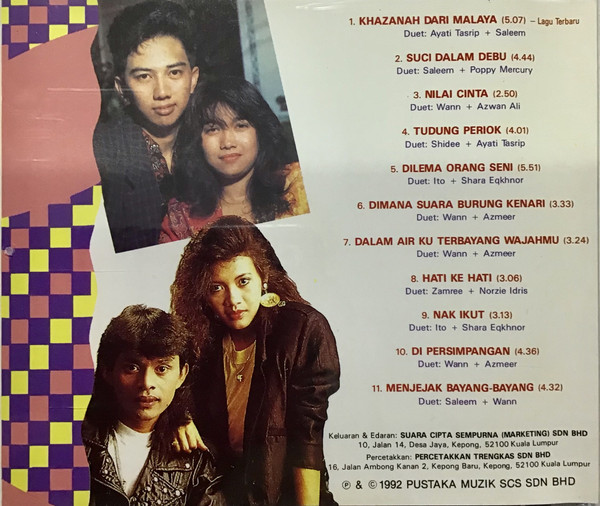 1. KHAZANAH DARI MALAYA (5.07) – Lagu Terbaru
Duet: Ayati Tasrip + Saleem
2. SUCI DALAM DEBU (4.44)
Duet: Saleem + Poppy Mercury
3. NILAI CINTA (2.50)
Duet: Wann + Azwan Ali
4. TUDUNG PERIOK (4.01)
Duet: Shidee + Ayati Tasrip
5. DILEMA ORANG SENI (5.51)
Duet: Ito + Shara Eqkhnor
6. DIMANA SUARA BURUNG KENARI (3.33)
Duet: Wann + Azmeer
7. DALAM AIR KU TERBAYANG WAJAHMU (3.24)
Duet: Wann + Azmeer
8. HATI KE HATI (3.06)
Duet: Zamree + Norzie Idris
9. NAK IKUT (3.13)
Duet: Ito + Shara Eqkhnor
10. DI PERSIMPANGAN (4.36)
Duet: Wann + Azmeer
11. MENJEJAK BAYANG-BAYANG (4.32)
Duet: Saleem + Wann
Keluaran & Edaran: SUARA CIPTA SEMPURNA (MARKETING) SDN BHD
10, Jalan 14, Desa Jaya, Kepong, 52100 Kuala Lumpur
Percetakkan: PERCETAKKAN TRENGKAS SDN BHD
16, Jalan Ambong Kanan 2, Kepong Baru, Kepong, 52100 Kuala Lumpur
℗ & © 1992 PUSTAKA MUZIK SCS SDN BHD